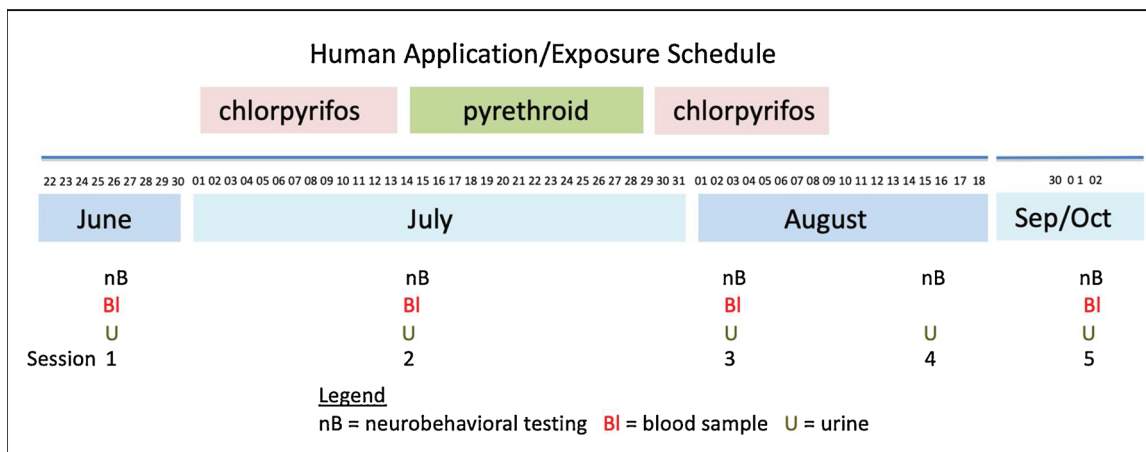 Human Application/Exposure Schedule
chlorpyrifos pyrethroid chlorpyrifos
22 23 24 25 26 27 28 29 30 01 02 03 04 05 06 07 08 09 10 11 12 13 14 15 16 17 18 19 20 21 22 23 24 25 26 27 28 29 30 31 01 02 03 04 05 06 07 08 09 10 11 12 13 14 15 16 17 18 30 0 1 02
June July August Sep/Oct
nB nB nB nB nB
Bl Bl Bl Bl
U U U U U
Session 1 2 3 4 5
Legend
nB = neurobehavioral testing Bl = blood sample U = urine